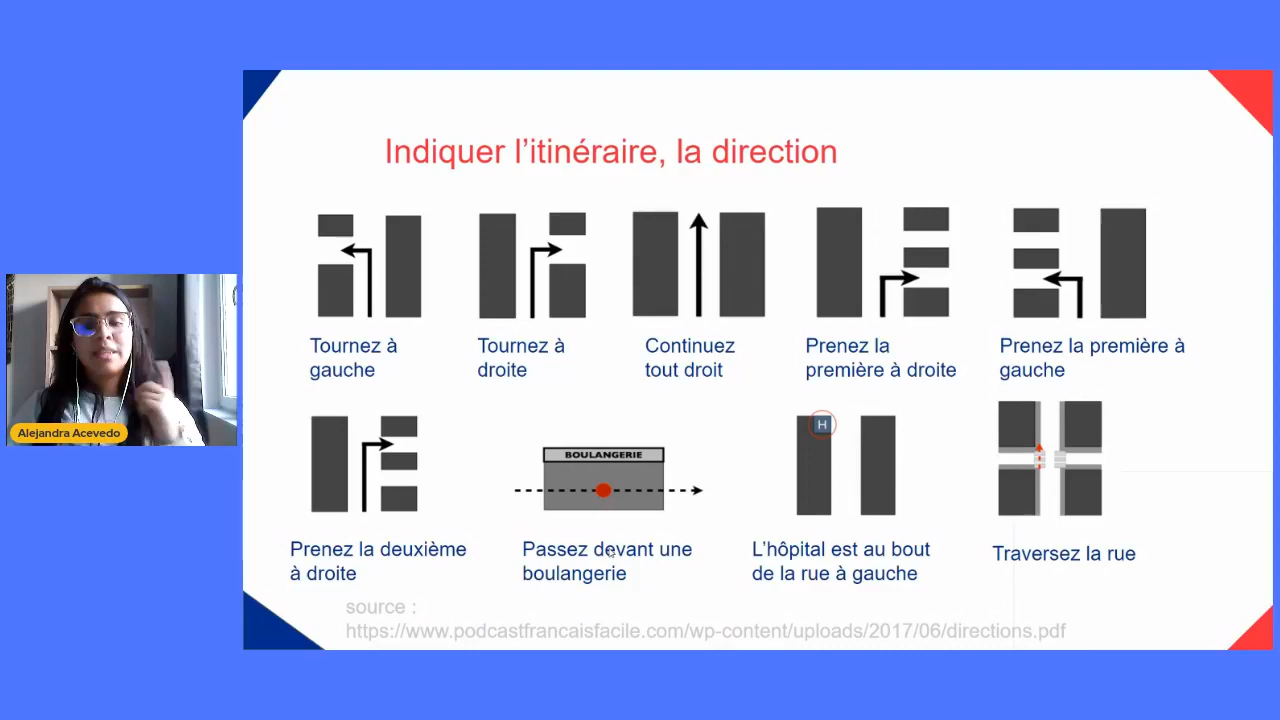 Indiquer l’itinéraire, la direction
Tournez à
gauche
Tournez à
droite
Continuez
tout droit
Prenez la
première à droite
Prenez la première à
gauche
Alejandra Acevedo
BOULANGERIE
H
Prenez la deuxième
à droite
Passez devant une
boulangerie
L’hôpital est au bout
de la rue à gauche
Traversez la rue
source :
https://www.podcastfrancaisfacile.com/wp-content/uploads/2017/06/directions.pdf